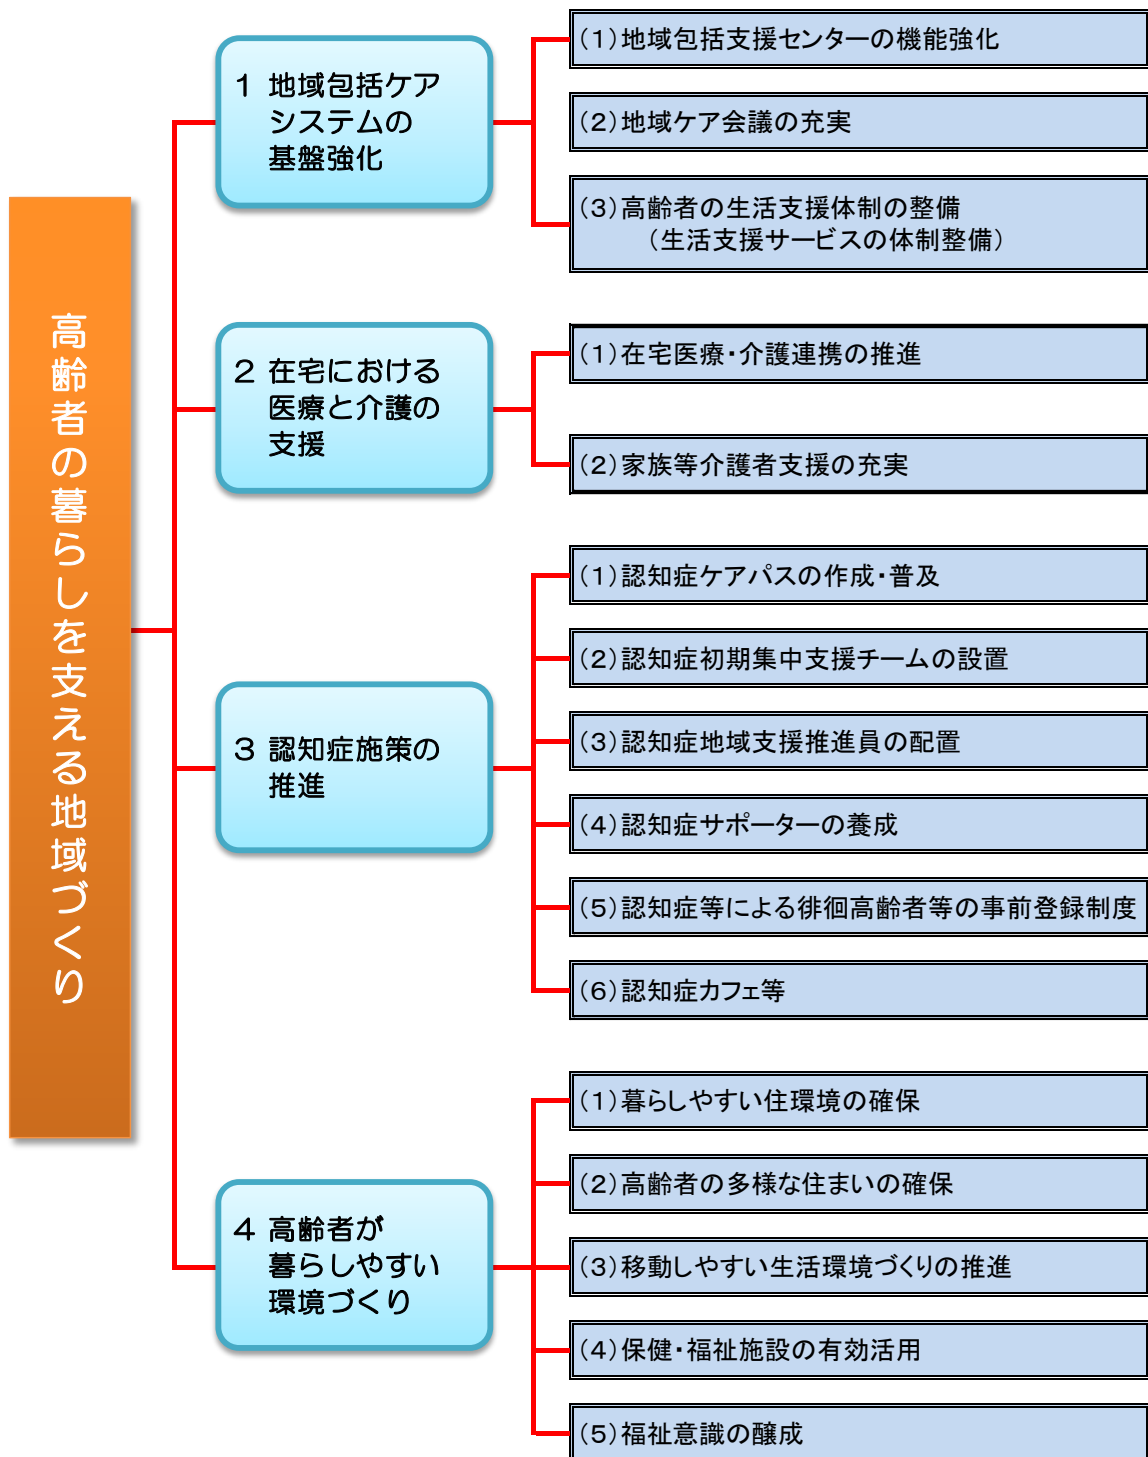 高齢者の暮らしを支える地域づくり
1 地域包括ケア
システムの
基盤強化
(1)地域包括支援センターの機能強化
(2)地域ケア会議の充実
(3)高齢者の生活支援体制の整備
(生活支援サービスの体制整備)
2 在宅における
医療と介護の
支援
(1)在宅医療・介護連携の推進
(2)家族等介護者支援の充実
3 認知症施策の
推進
(1)認知症ケアパスの作成・普及
(2)認知症初期集中支援チームの設置
(3)認知症地域支援推進員の配置
(4)認知症サポーターの養成
(5)認知症等による徘徊高齢者等の事前登録制度
(6)認知症カフェ等
4 高齢者が
暮らしやすい
環境づくり
(1)暮らしやすい住環境の確保
(2)高齢者の多様な住まいの確保
(3)移動しやすい生活環境づくりの推進
(4)保健・福祉施設の有効活用
(5)福祉意識の醸成